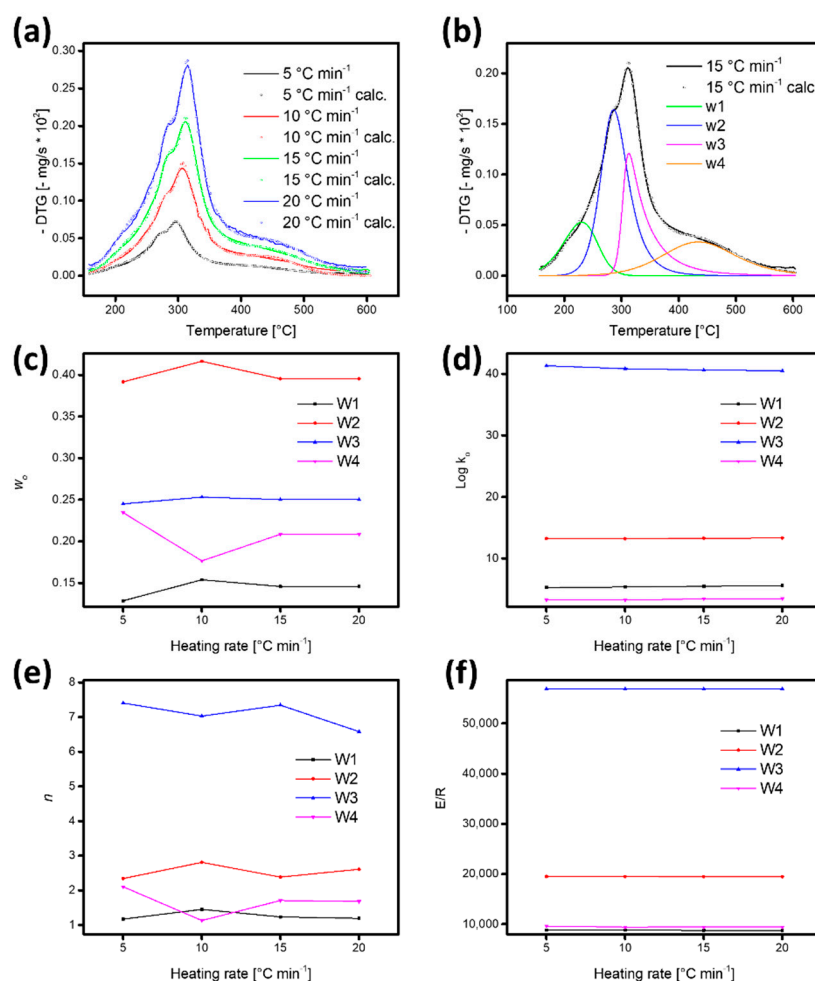 (a)
0.30
0.25
0.20
0.15
0.10
0.05
0.00
- DTG [- mg/s * 10²]
5 °C min⁻¹
5 °C min⁻¹ calc.
10 °C min⁻¹
10 °C min⁻¹ calc.
15 °C min⁻¹
15 °C min⁻¹ calc.
20 °C min⁻¹
20 °C min⁻¹ calc.
200 300 400 500 600
Temperature [°C]
(b)
0.20
0.15
0.10
0.05
0.00
- DTG [- mg/s * 10²]
15 °C min⁻¹
15 °C min⁻¹ calc.
w1
w2
w3
w4
100 200 300 400 500 600
Temperature [°C]
(c)
0.40
0.35
0.30
0.25
0.20
0.15
wₒ
W1
W2
W3
W4
5 10 15 20
Heating rate [°C min⁻¹]
(d)
40
30
20
10
Log kₒ
W1
W2
W3
W4
5 10 15 20
Heating rate [°C min⁻¹]
(e)
8
7
6
5
4
3
2
1
n
W1
W2
W3
W4
5 10 15 20
Heating rate [°C min⁻¹]
(f)
50,000
40,000
30,000
20,000
10,000
E/R
W1
W2
W3
W4
5 10 15 20
Heating rate [°C min⁻¹]